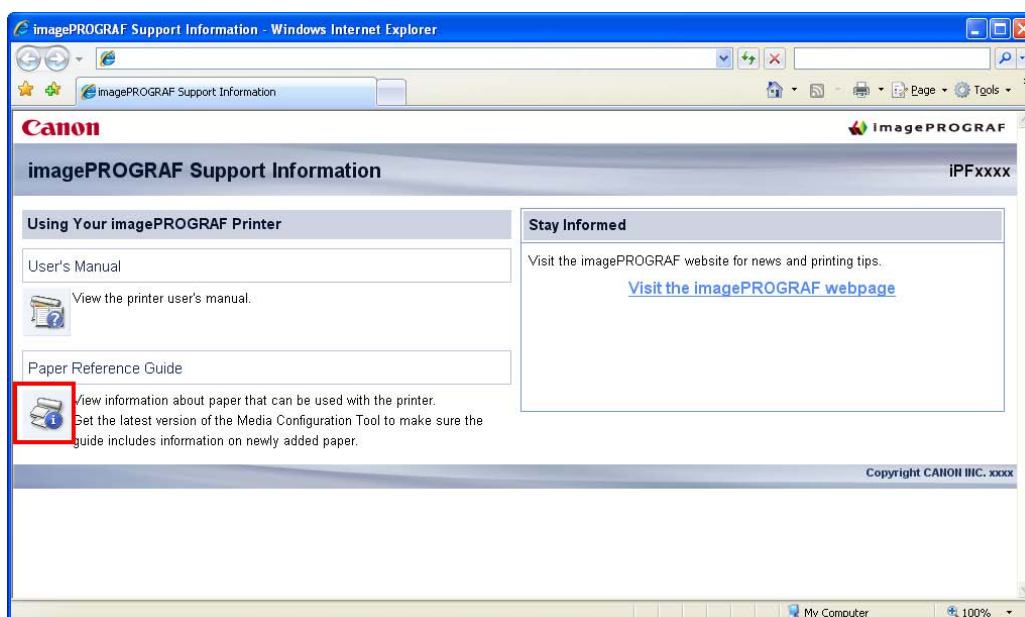 imagePROGRAF Support Information - Windows Internet Explorer
imagePROGRAF Support Information
Page
Tools
Canon
imagePROGRAF
imagePROGRAF Support Information
iPFxxxx
Using Your imagePROGRAF Printer
User's Manual
View the printer user's manual.
Paper Reference Guide
View information about paper that can be used with the printer.
Get the latest version of the Media Configuration Tool to make sure the
guide includes information on newly added paper.
Stay Informed
Visit the imagePROGRAF website for news and printing tips.
Visit the imagePROGRAF webpage
Copyright CANON INC. xxxx
My Computer
100%